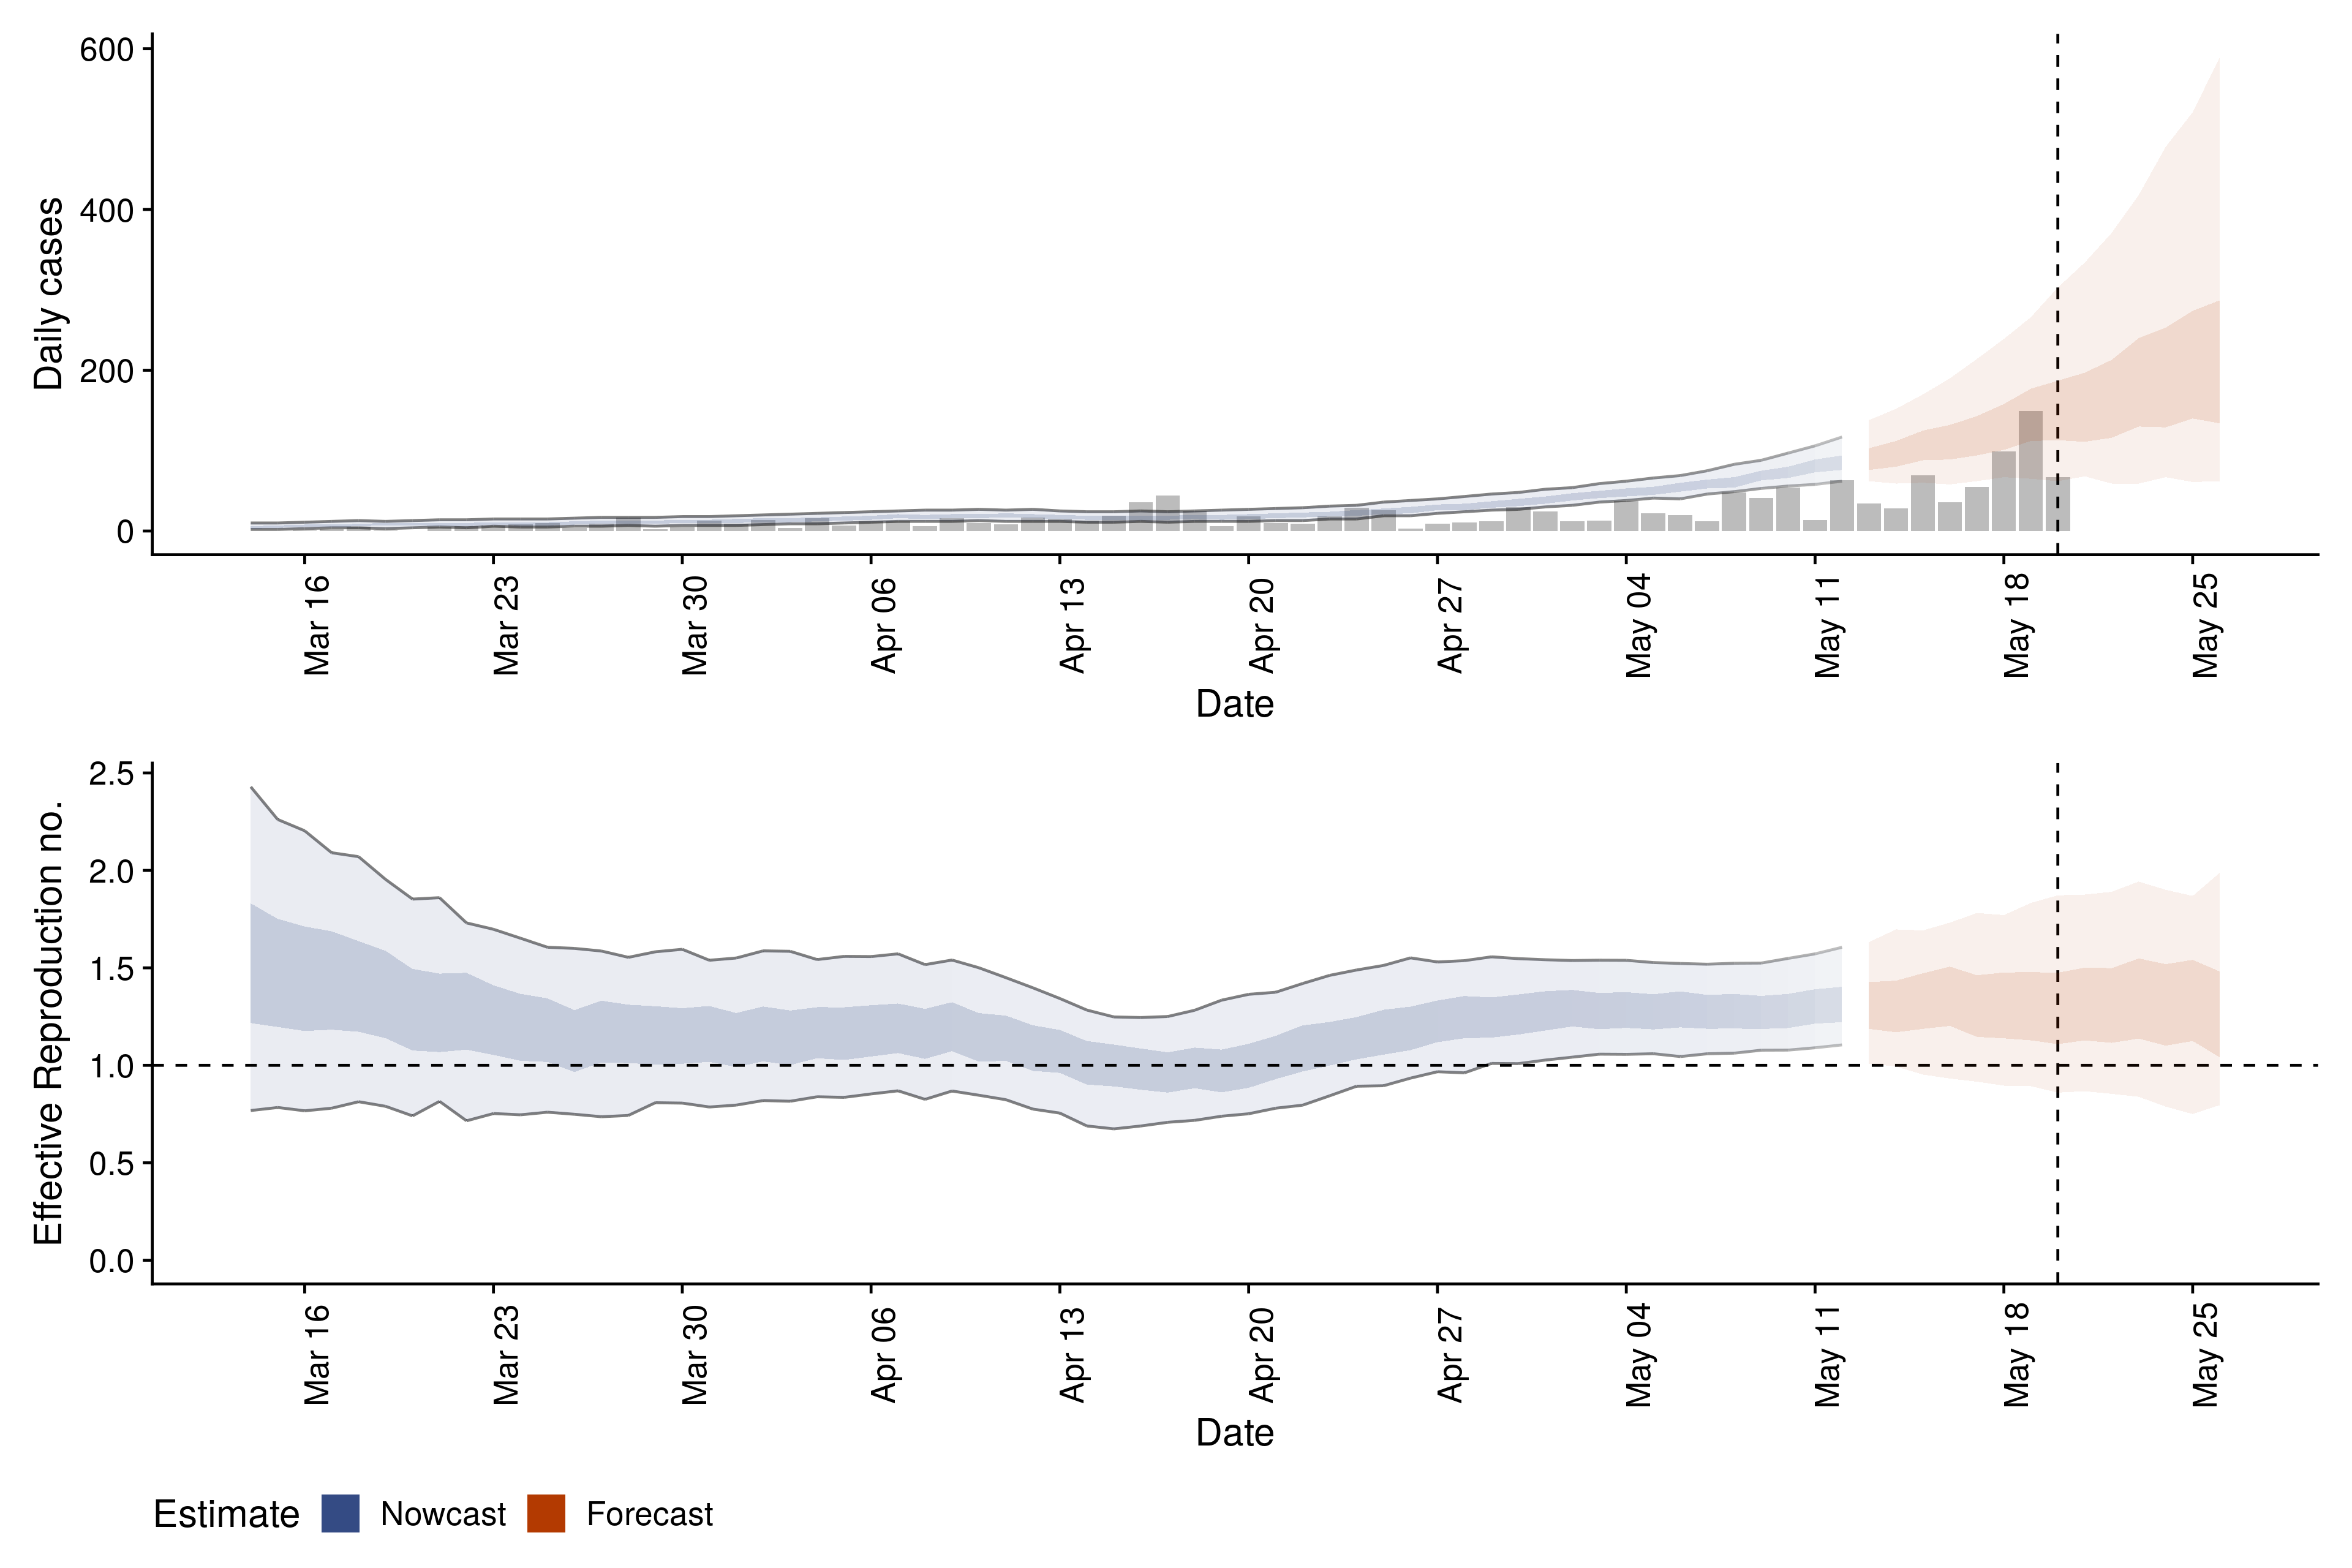 600
400
200
0
Daily cases
Mar 16
Mar 23
Mar 30
Apr 06
Apr 13
Apr 20
Apr 27
May 04
May 11
May 18
May 25
Date
2.5
2.0
1.5
1.0
0.5
0.0
Effective Reproduction no.
Mar 16
Mar 23
Mar 30
Apr 06
Apr 13
Apr 20
Apr 27
May 04
May 11
May 18
May 25
Date
Estimate Nowcast Forecast